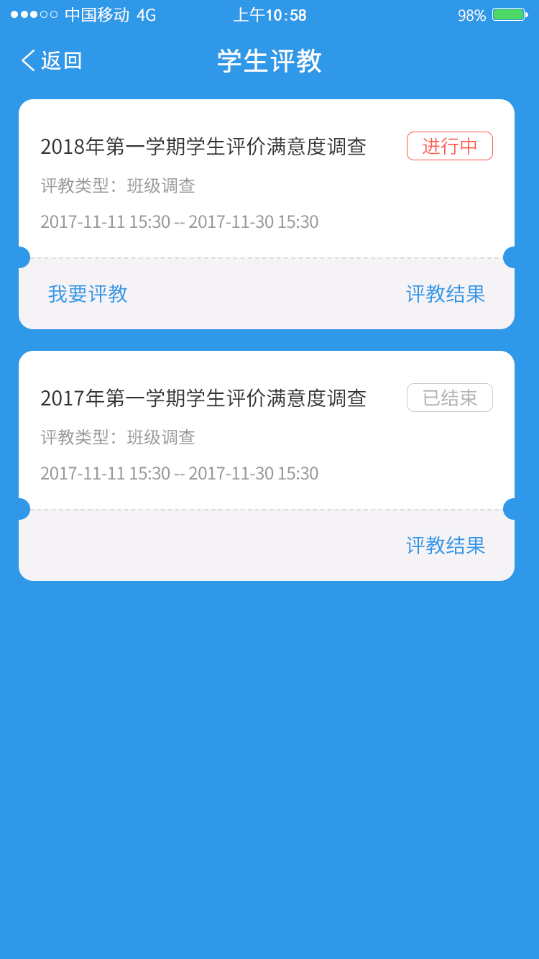 中国移动 4G 上午10:58 98%
返回 学生评教
2018年第一学期学生评价满意度调查 进行中
评教类型：班级调查
2017-11-11 15:30 -- 2017-11-30 15:30
我要评教 评教结果
2017年第一学期学生评价满意度调查 已结束
评教类型：班级调查
2017-11-11 15:30 -- 2017-11-30 15:30
评教结果